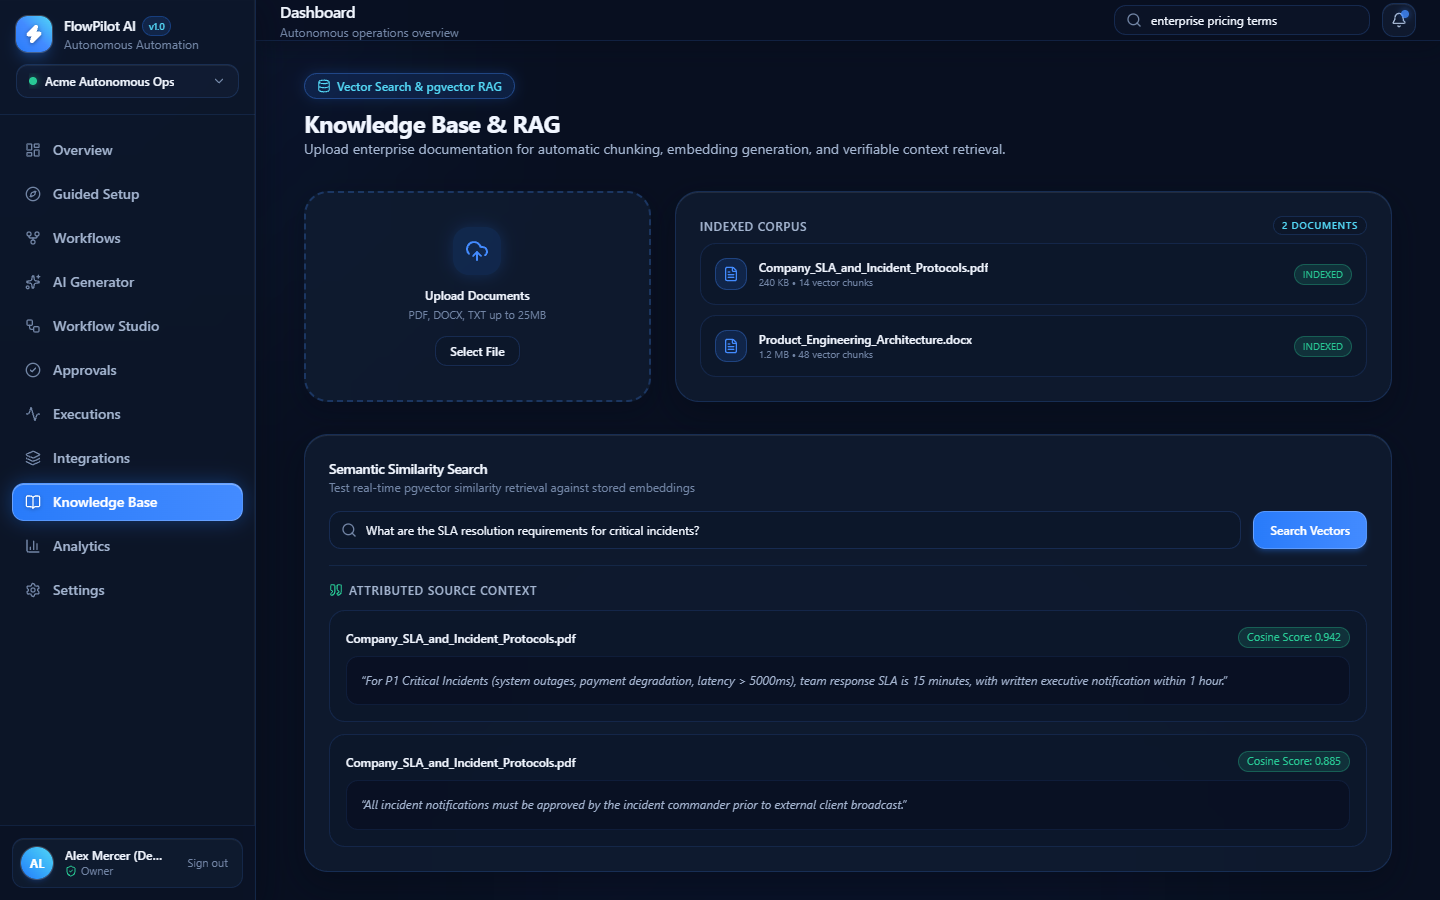 FlowPilot AI v1.0
Autonomous Automation
Acme Autonomous Ops
Overview
Guided Setup
Workflows
AI Generator
Workflow Studio
Approvals
Executions
Integrations
Knowledge Base
Analytics
Settings
AL
Alex Mercer (De...
Owner
Sign out
Dashboard
Autonomous operations overview
enterprise pricing terms
Vector Search & pgvector RAG
Knowledge Base & RAG
Upload enterprise documentation for automatic chunking, embedding generation, and verifiable context retrieval.
Upload Documents
PDF, DOCX, TXT up to 25MB
Select File
INDEXED CORPUS
2 DOCUMENTS
Company_SLA_and_Incident_Protocols.pdf
240 KB • 14 vector chunks
INDEXED
Product_Engineering_Architecture.docx
1.2 MB • 48 vector chunks
INDEXED
Semantic Similarity Search
Test real-time pgvector similarity retrieval against stored embeddings
What are the SLA resolution requirements for critical incidents?
Search Vectors
ATTRIBUTED SOURCE CONTEXT
Company_SLA_and_Incident_Protocols.pdf
Cosine Score: 0.942
"For P1 Critical Incidents (system outages, payment degradation, latency > 5000ms), team response SLA is 15 minutes, with written executive notification within 1 hour."
Company_SLA_and_Incident_Protocols.pdf
Cosine Score: 0.885
"All incident notifications must be approved by the incident commander prior to external client broadcast."